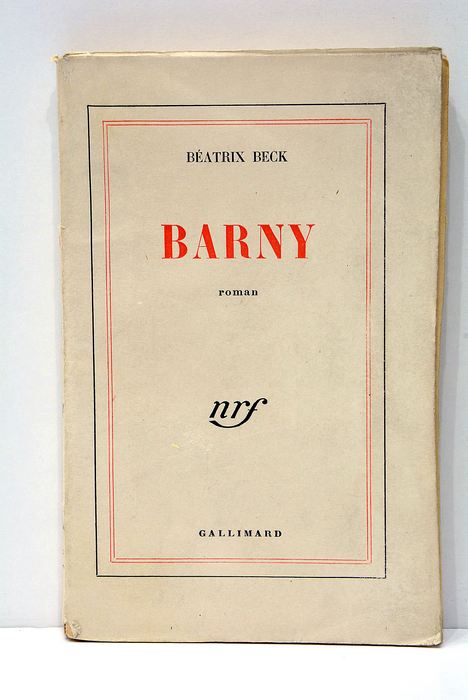 BÉATRIX BECK
BARNY
roman
nrf
GALLIMARD